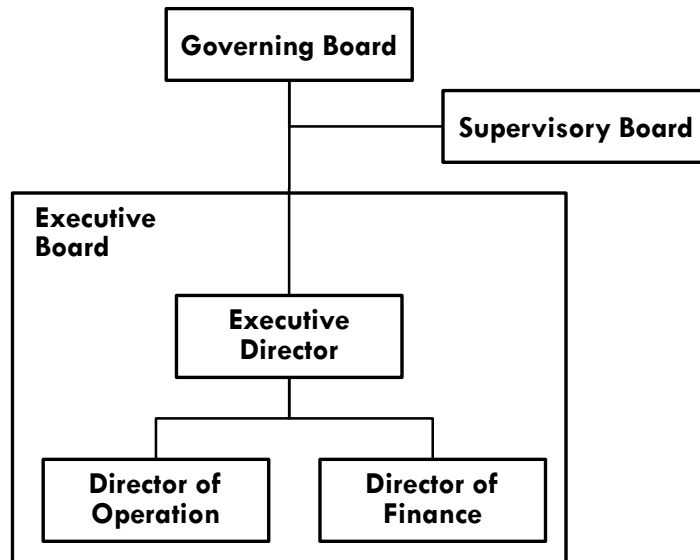 Governing Board
Supervisory Board
Executive
Board
Executive
Director
Director of
Operation
Director of
Finance